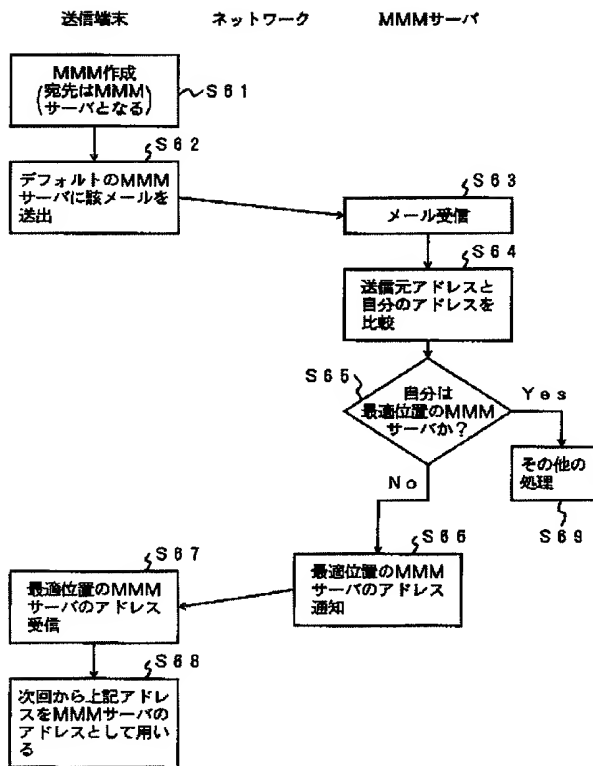 送信端末 ネットワーク MMMサーバ
MMM作成
(宛先はMMM
サーバとなる)
S61
S62
デフォルトのMMM
サーバに該メールを
送出
S63
メール受信
S64
送信元アドレスと
自分のアドレスを
比較
S65
自分は
最適位置のMMM
サーバか？
Yes
No
その他の
処理
S69
S66
最適位置のMMM
サーバのアドレス
通知
S67
最適位置のMMM
サーバのアドレス
受信
S68
次回から上記アドレ
スをMMMサーバの
アドレスとして用い
る